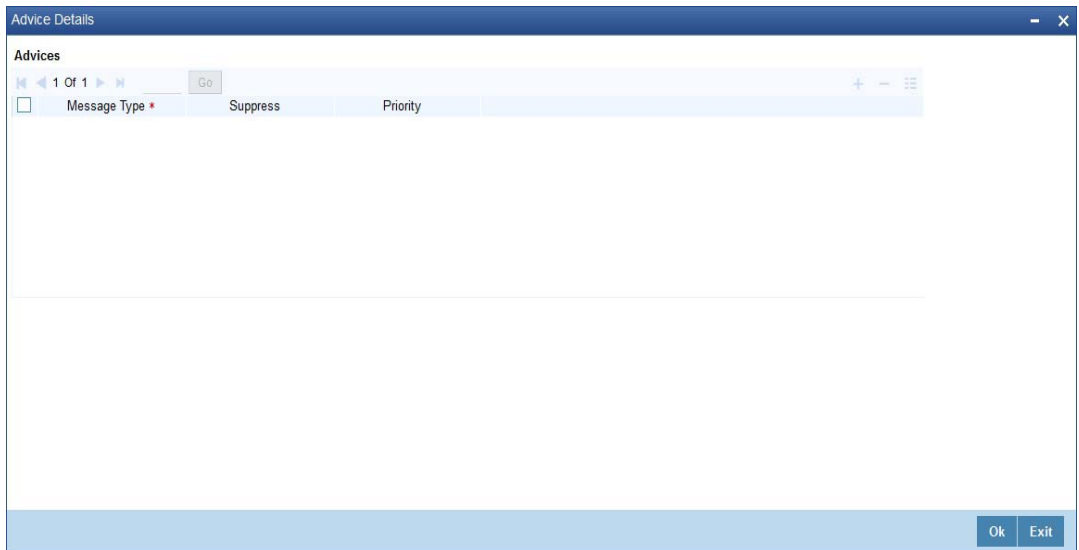 Advice Details
Advices
1 Of 1 Go
Message Type * Suppress Priority
Ok Exit